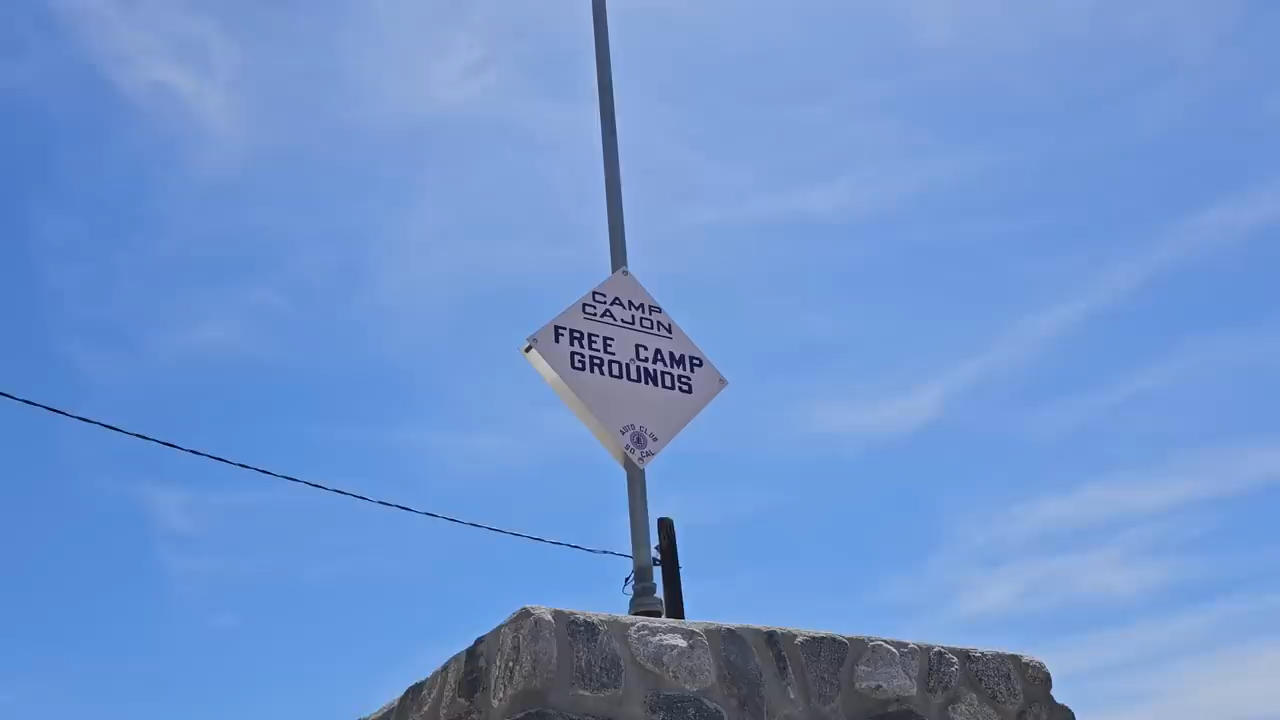 CAMP
CAJON
FREE CAMP
GROUNDS
AUTO CLUB
SO. CAL